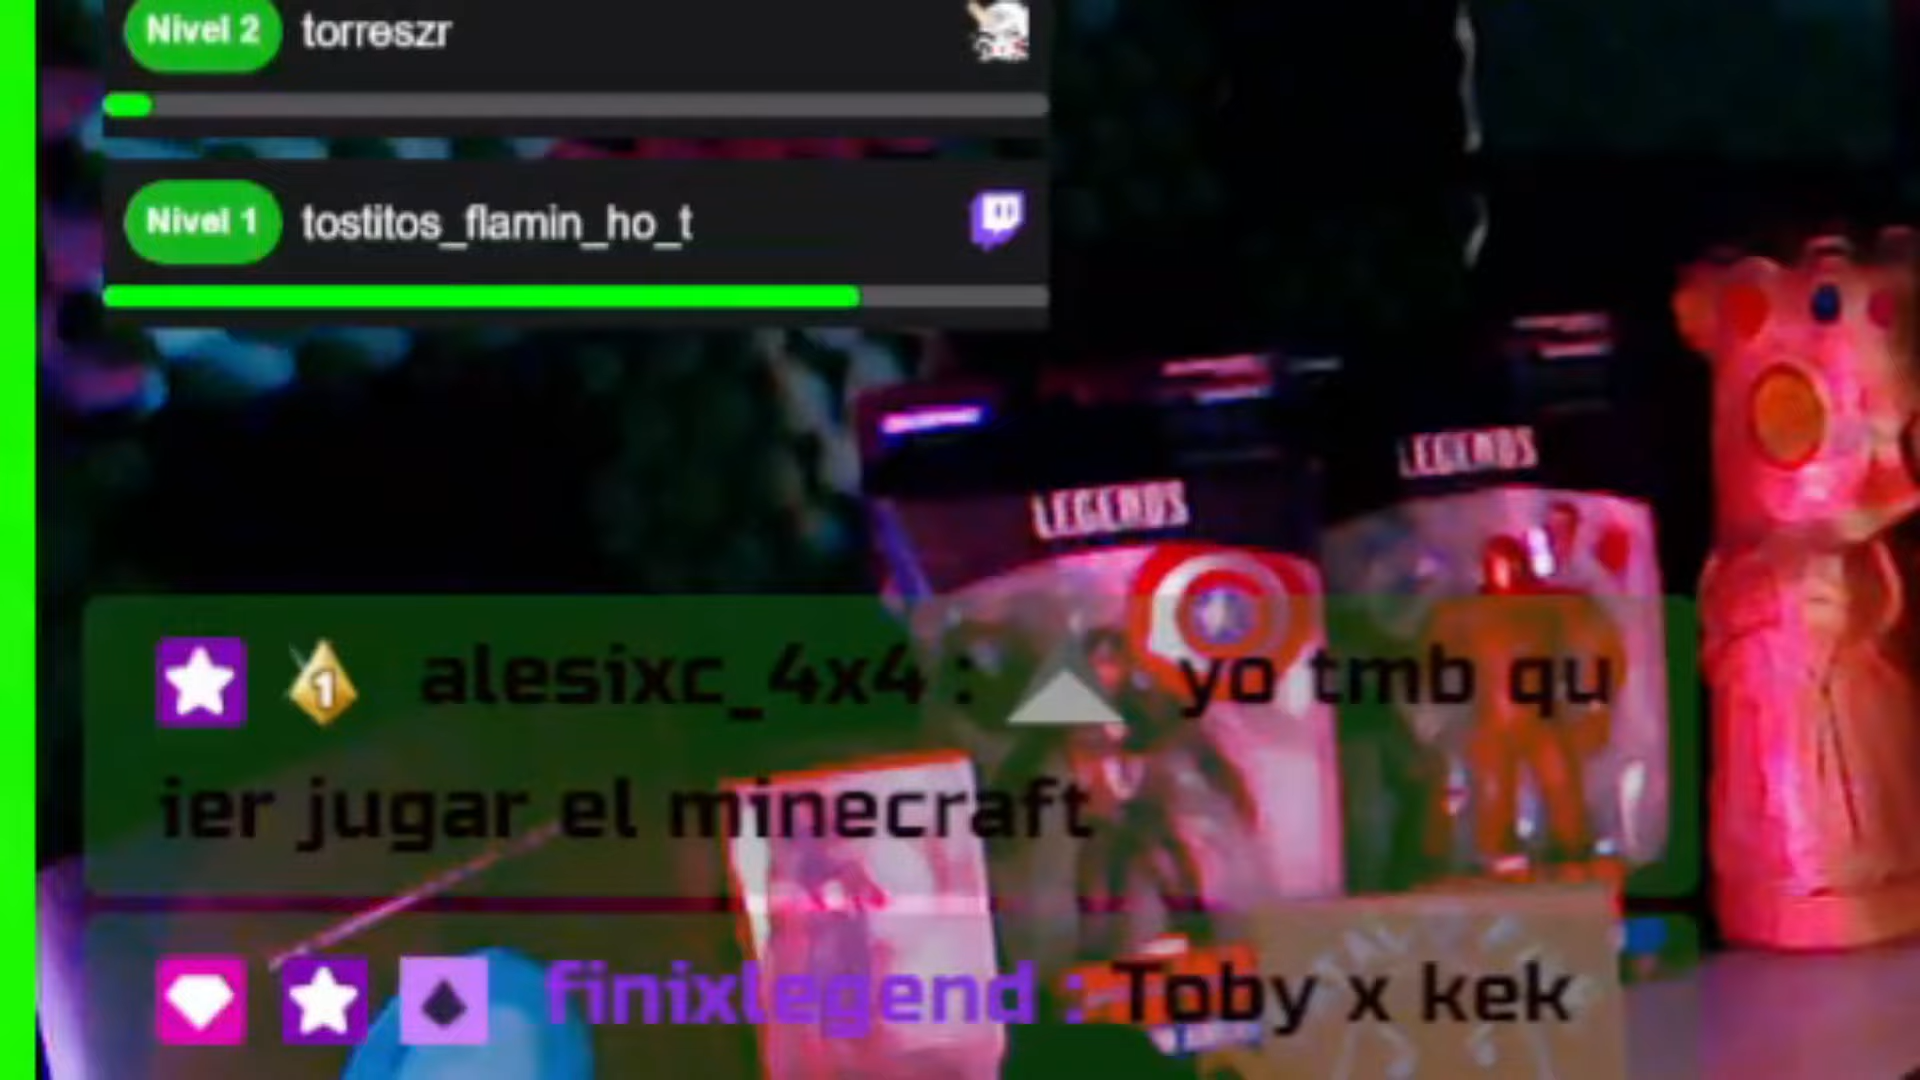 Nivel 2 torreszr
Nivel 1 tostitos_flamin_ho_t
LEGENDS
LEGENDS
1 alesixc_4x4 : yo tmb qu
ier jugar el minecraft
finixlegend : Toby x kek